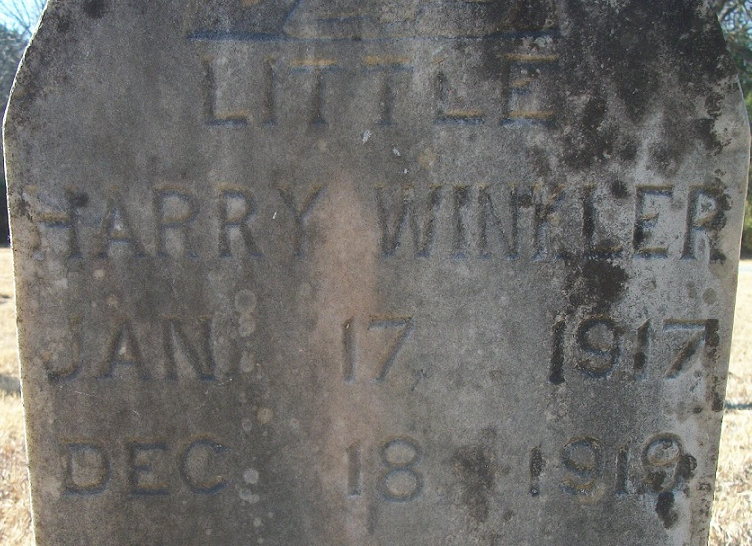 LITTLE
HARRY WINKLER
JAN. 17 1917
DEC. 18 1919